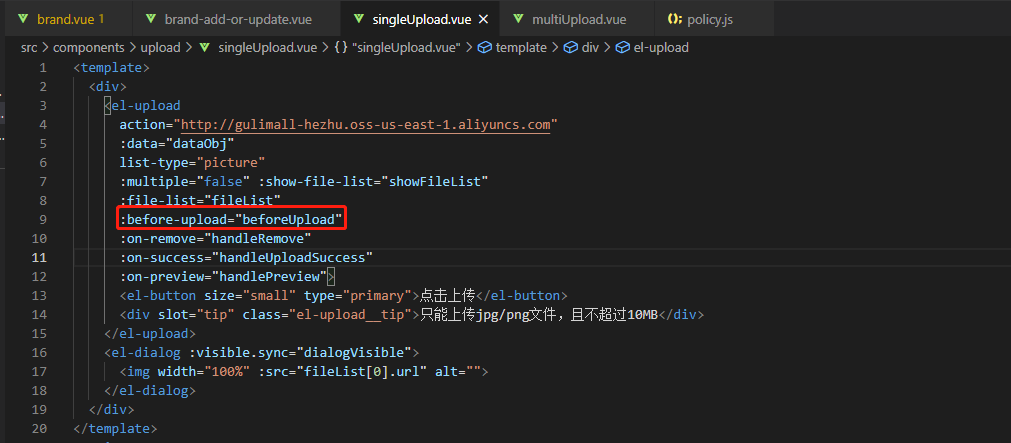 brand.vue 1 brand-add-or-update.vue singleUpload.vue multiUpload.vue policy.js
src > components > upload > singleUpload.vue > {} "singleUpload.vue" > template > div > el-upload
1 <template>
2 <div>
3 <el-upload
4 action="http://gulimall-hezhu.oss-us-east-1.aliyuncs.com"
5 :data="dataObj"
6 list-type="picture"
7 :multiple="false" :show-file-list="showFileList"
8 :file-list="fileList"
9 :before-upload="beforeUpload"
10 :on-remove="handleRemove"
11 :on-success="handleUploadSuccess"
12 :on-preview="handlePreview">
13 <el-button size="small" type="primary">点击上传</el-button>
14 <div slot="tip" class="el-upload__tip">只能上传jpg/png文件，且不超过10MB</div>
15 </el-upload>
16 <el-dialog :visible.sync="dialogVisible">
17 <img width="100%" :src="fileList[0].url" alt="">
18 </el-dialog>
19 </div>
20 </template>